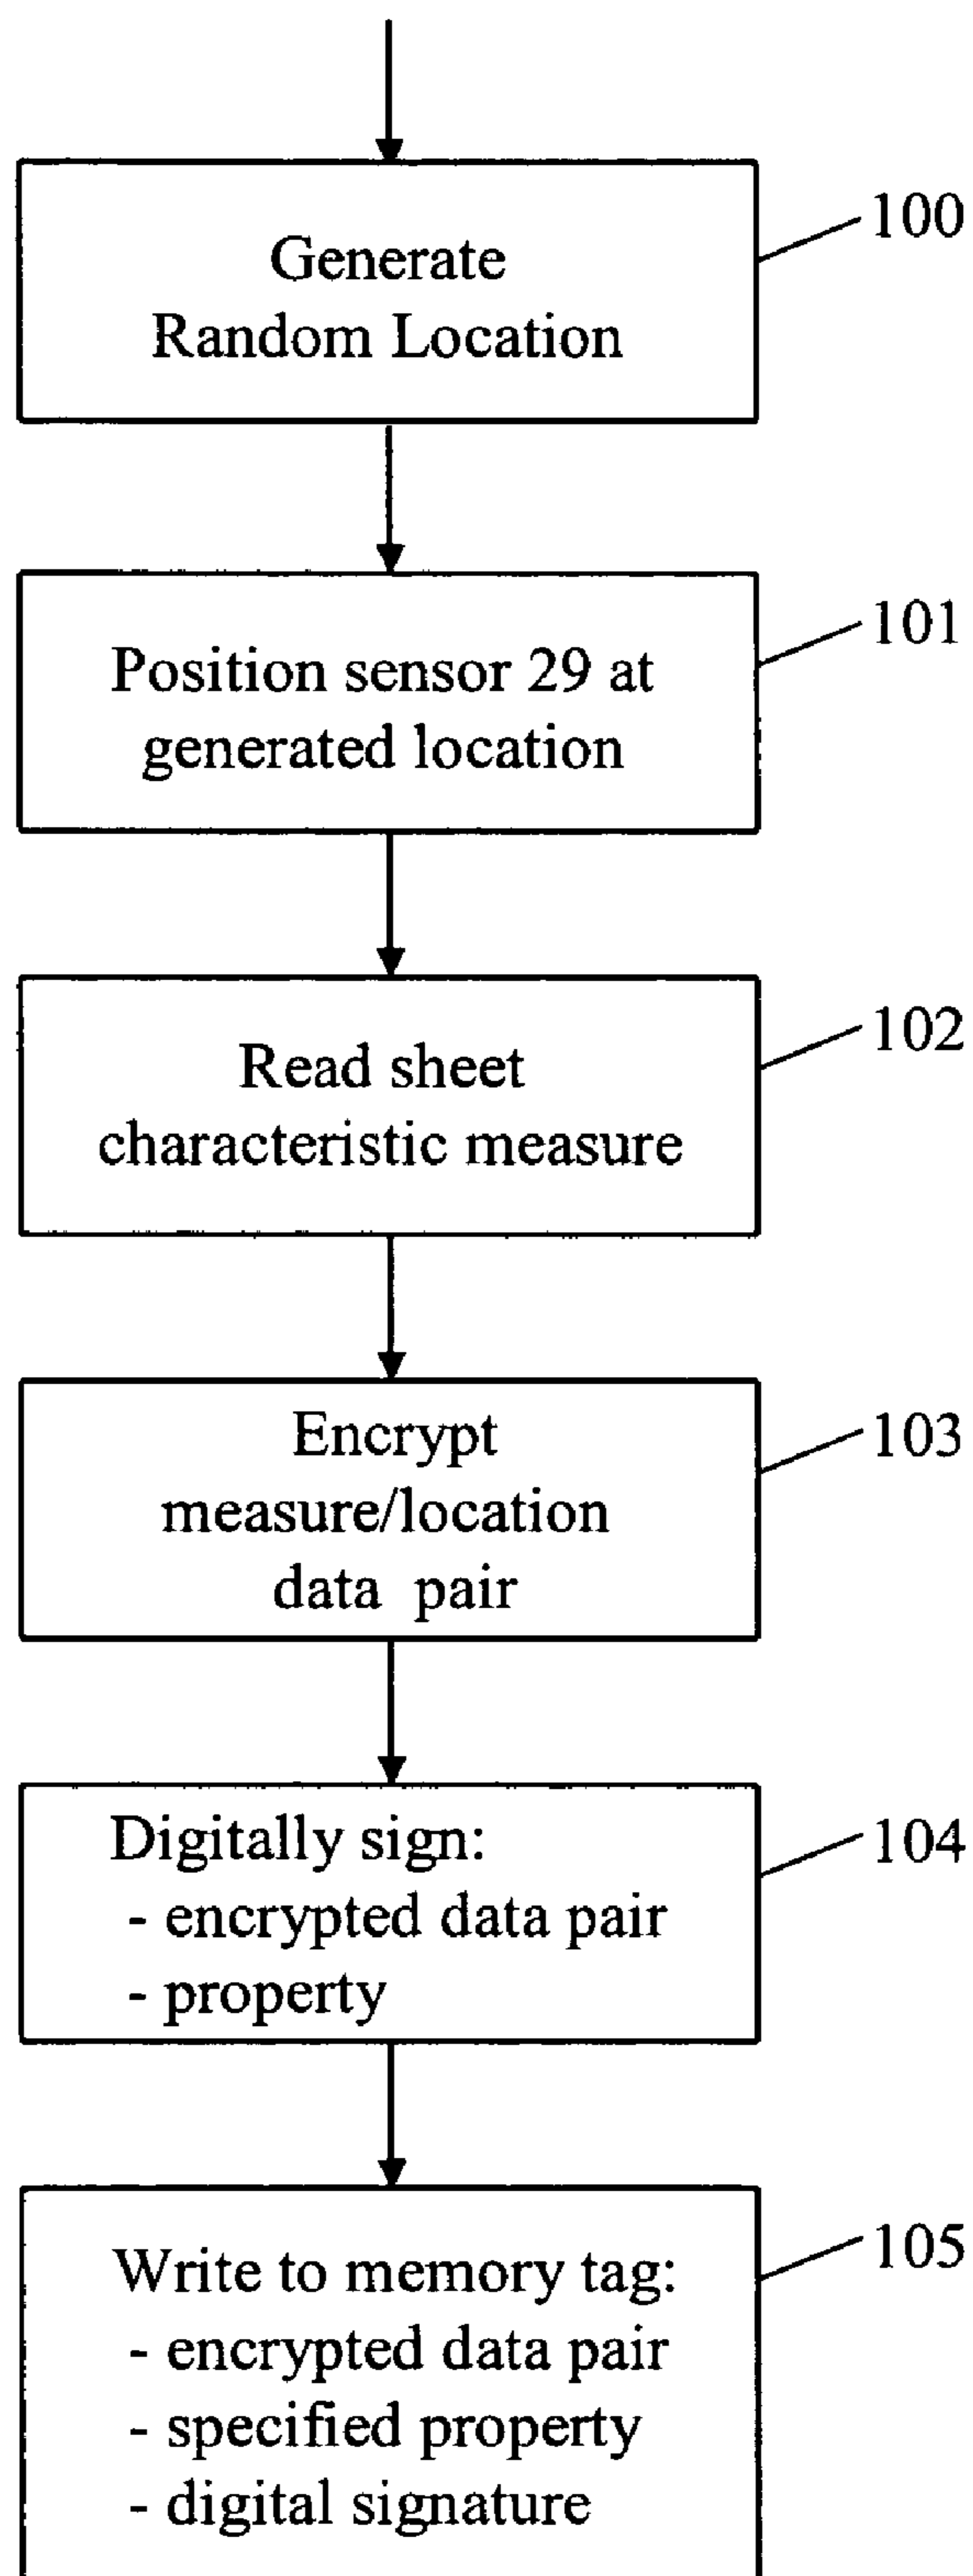 Generate
Random Location
100
Position sensor 29 at
generated location
101
Read sheet
characteristic measure
102
Encrypt
measure/location
data pair
103
Digitally sign:
- encrypted data pair
- property
104
Write to memory tag:
- encrypted data pair
- specified property
- digital signature
105